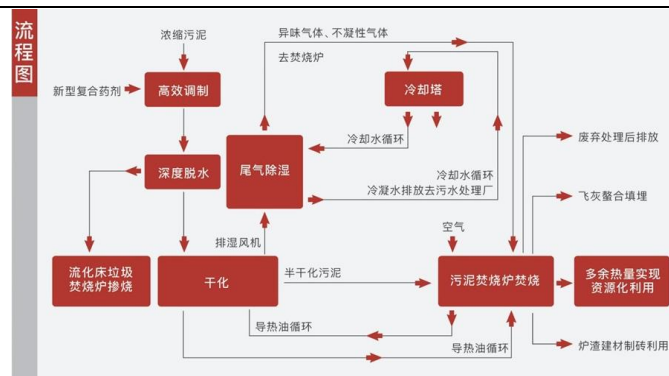 流程图
浓缩污泥
新型复合药剂
高效调制
深度脱水
流化床垃圾
焚烧炉掺烧
干化
排湿风机
尾气除湿
异味气体、不凝性气体
去焚烧炉
冷却塔
冷却水循环
冷却水循环
冷凝水排放去污水处理厂
空气
半干化污泥
污泥焚烧炉焚烧
导热油循环
导热油循环
废弃处理后排放
飞灰螯合填埋
多余热量实现
资源化利用
炉渣建材制砖利用